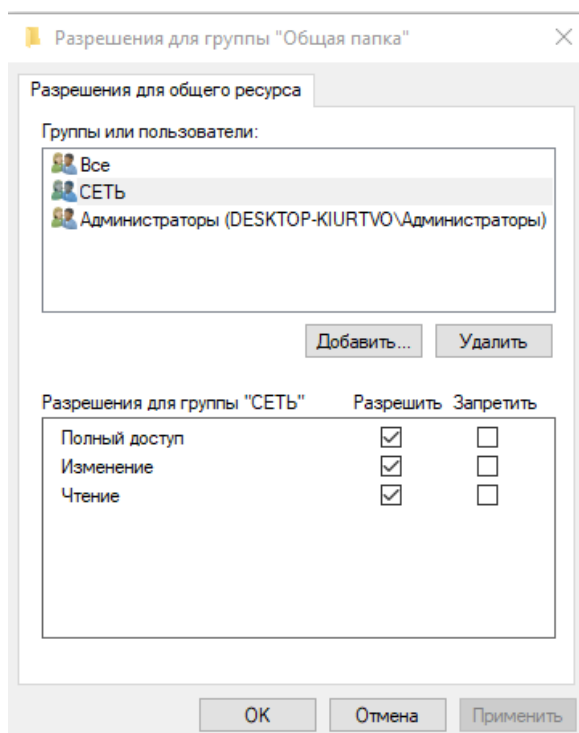 Разрешения для группы "Общая папка"
Разрешения для общего ресурса
Группы или пользователи:
Все
СЕТЬ
Администраторы (DESKTOP-KIURTVO\Администраторы)
Добавить... Удалить
Разрешения для группы "СЕТЬ" Разрешить Запретить
Полный доступ
Изменение
Чтение
OK Отмена Применить